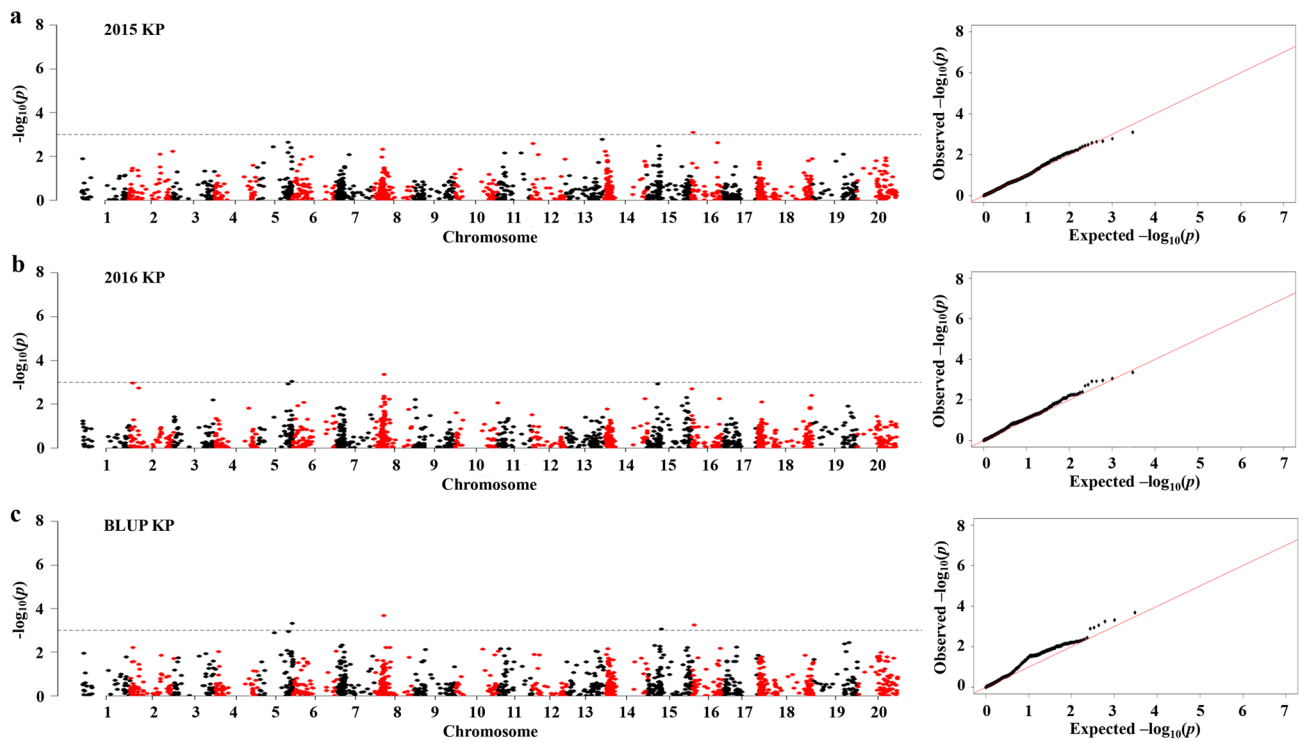 a
2015 KP
-log10(p)
8
6
4
2
0
1 2 3 4 5 6 7 8 9 10 11 12 13 14 15 16 17 18 19 20
Chromosome
Observed −log10(p)
8
6
4
2
0
0 1 2 3 4 5 6 7
Expected −log10(p)
b
2016 KP
-log10(p)
8
6
4
2
0
1 2 3 4 5 6 7 8 9 10 11 12 13 14 15 16 17 18 19 20
Chromosome
Observed −log10(p)
8
6
4
2
0
0 1 2 3 4 5 6 7
Expected −log10(p)
c
BLUP KP
-log10(p)
8
6
4
2
0
1 2 3 4 5 6 7 8 9 10 11 12 13 14 15 16 17 18 19 20
Chromosome
Observed −log10(p)
8
6
4
2
0
0 1 2 3 4 5 6 7
Expected −log10(p)